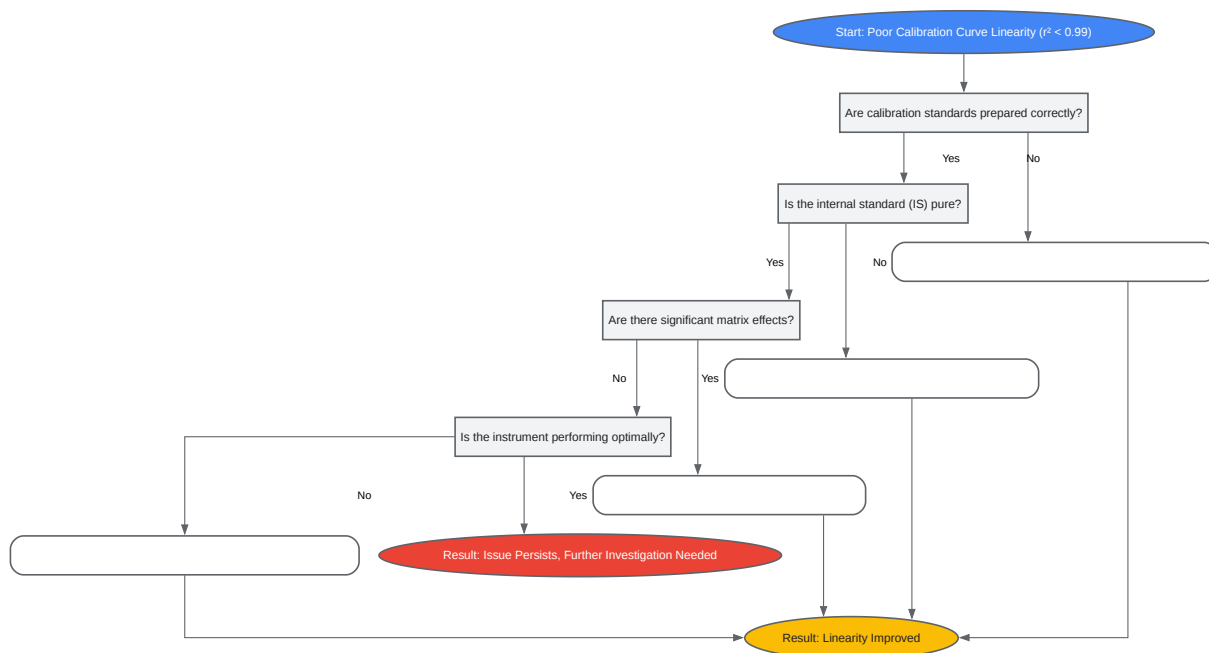 Start: Poor Calibration Curve Linearity (r² < 0.99)
Are calibration standards prepared correctly?
Yes
No
Is the internal standard (IS) pure?
Yes
No
Are there significant matrix effects?
No
Yes
Is the instrument performing optimally?
No
Yes
Result: Issue Persists, Further Investigation Needed
Result: Linearity Improved